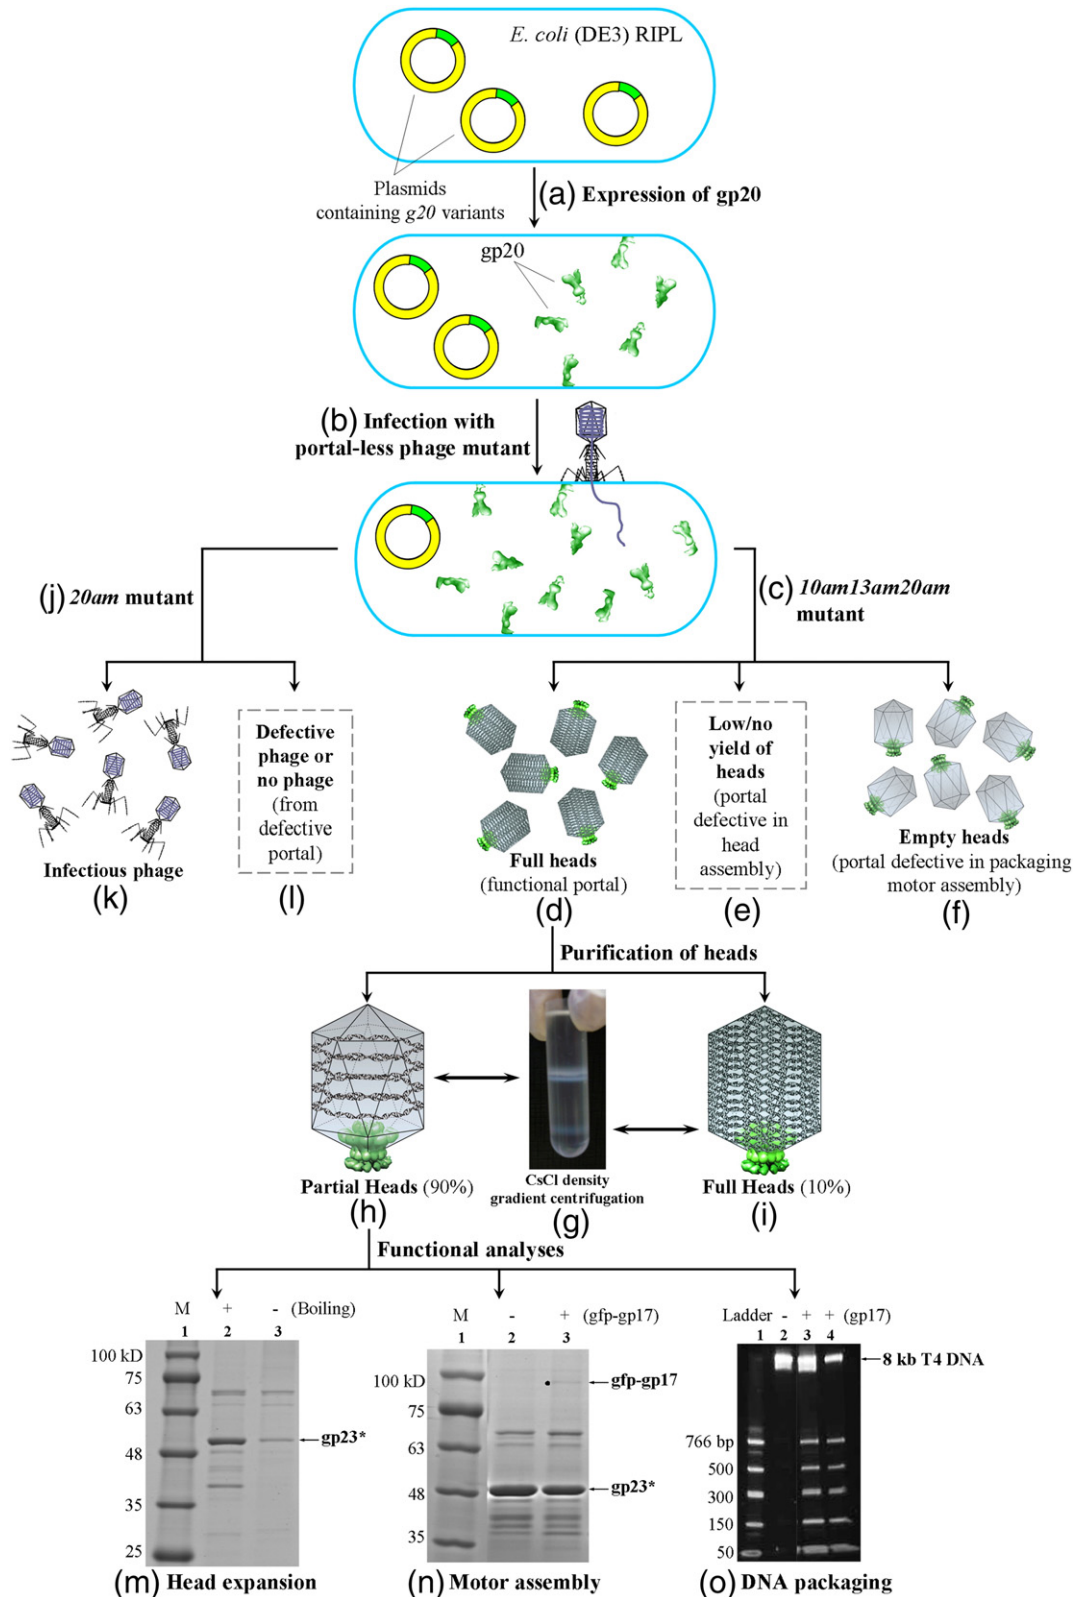 E. coli (DE3) RIPL
Plasmids
containing g20 variants
(a) Expression of gp20
gp20
(b) Infection with
portal-less phage mutant
(j) 20am mutant
(c) 10am13am20am
mutant
Infectious phage
(k)
Defective
phage or
no phage
(from
defective
portal)
(l)
Full heads
(functional portal)
(d)
Low/no
yield of
heads
(portal
defective in
head
assembly)
(e)
Empty heads
(portal defective in packaging
motor assembly)
(f)
Purification of heads
Partial Heads (90%)
(h)
CsCl density
gradient centrifugation
(g)
Full Heads (10%)
(i)
Functional analyses
M + - (Boiling)
1 2 3
100 kD
75
63
48
35
25
gp23*
(m) Head expansion
M - + (gfp-gp17)
1 2 3
100 kD
75
63
48
35
gfp-gp17
gp23*
(n) Motor assembly
Ladder - + + (gp17)
1 2 3 4
8 kb T4 DNA
766 bp
500
300
150
50
(o) DNA packaging